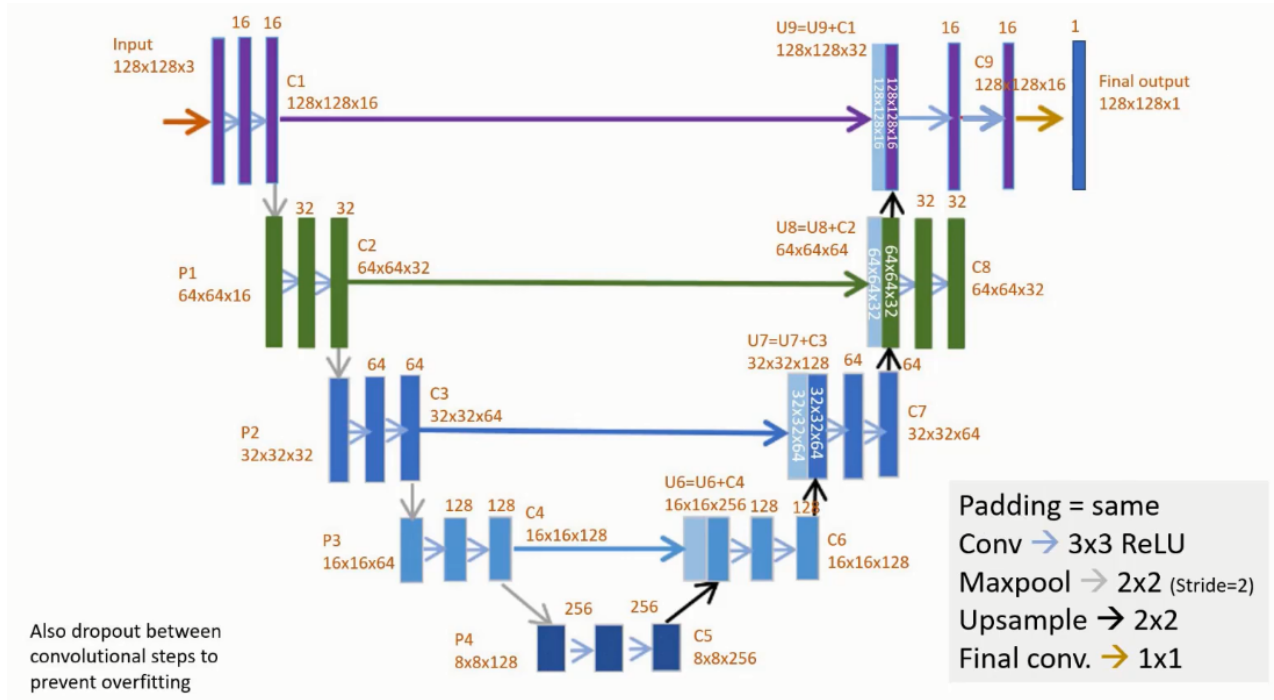 Input
128x128x3
16
16
C1
128x128x16
U9=U9+C1
128x128x32
128x128x16
128x128x16
16
16
C9
128x128x16
1
Final output
128x128x1
P1
64x64x16
32
32
C2
64x64x32
U8=U8+C2
64x64x64
64x64x32
64x64x32
32
32
C8
64x64x32
P2
32x32x32
64
64
C3
32x32x64
U7=U7+C3
32x32x128
32x32x64
32x32x64
64
64
C7
32x32x64
P3
16x16x64
128
128
C4
16x16x128
U6=U6+C4
16x16x256
128
128
C6
16x16x128
P4
8x8x128
256
256
C5
8x8x256
Also dropout between
convolutional steps to
prevent overfitting
Padding = same
Conv → 3x3 ReLU
Maxpool → 2x2 (Stride=2)
Upsample → 2x2
Final conv. → 1x1